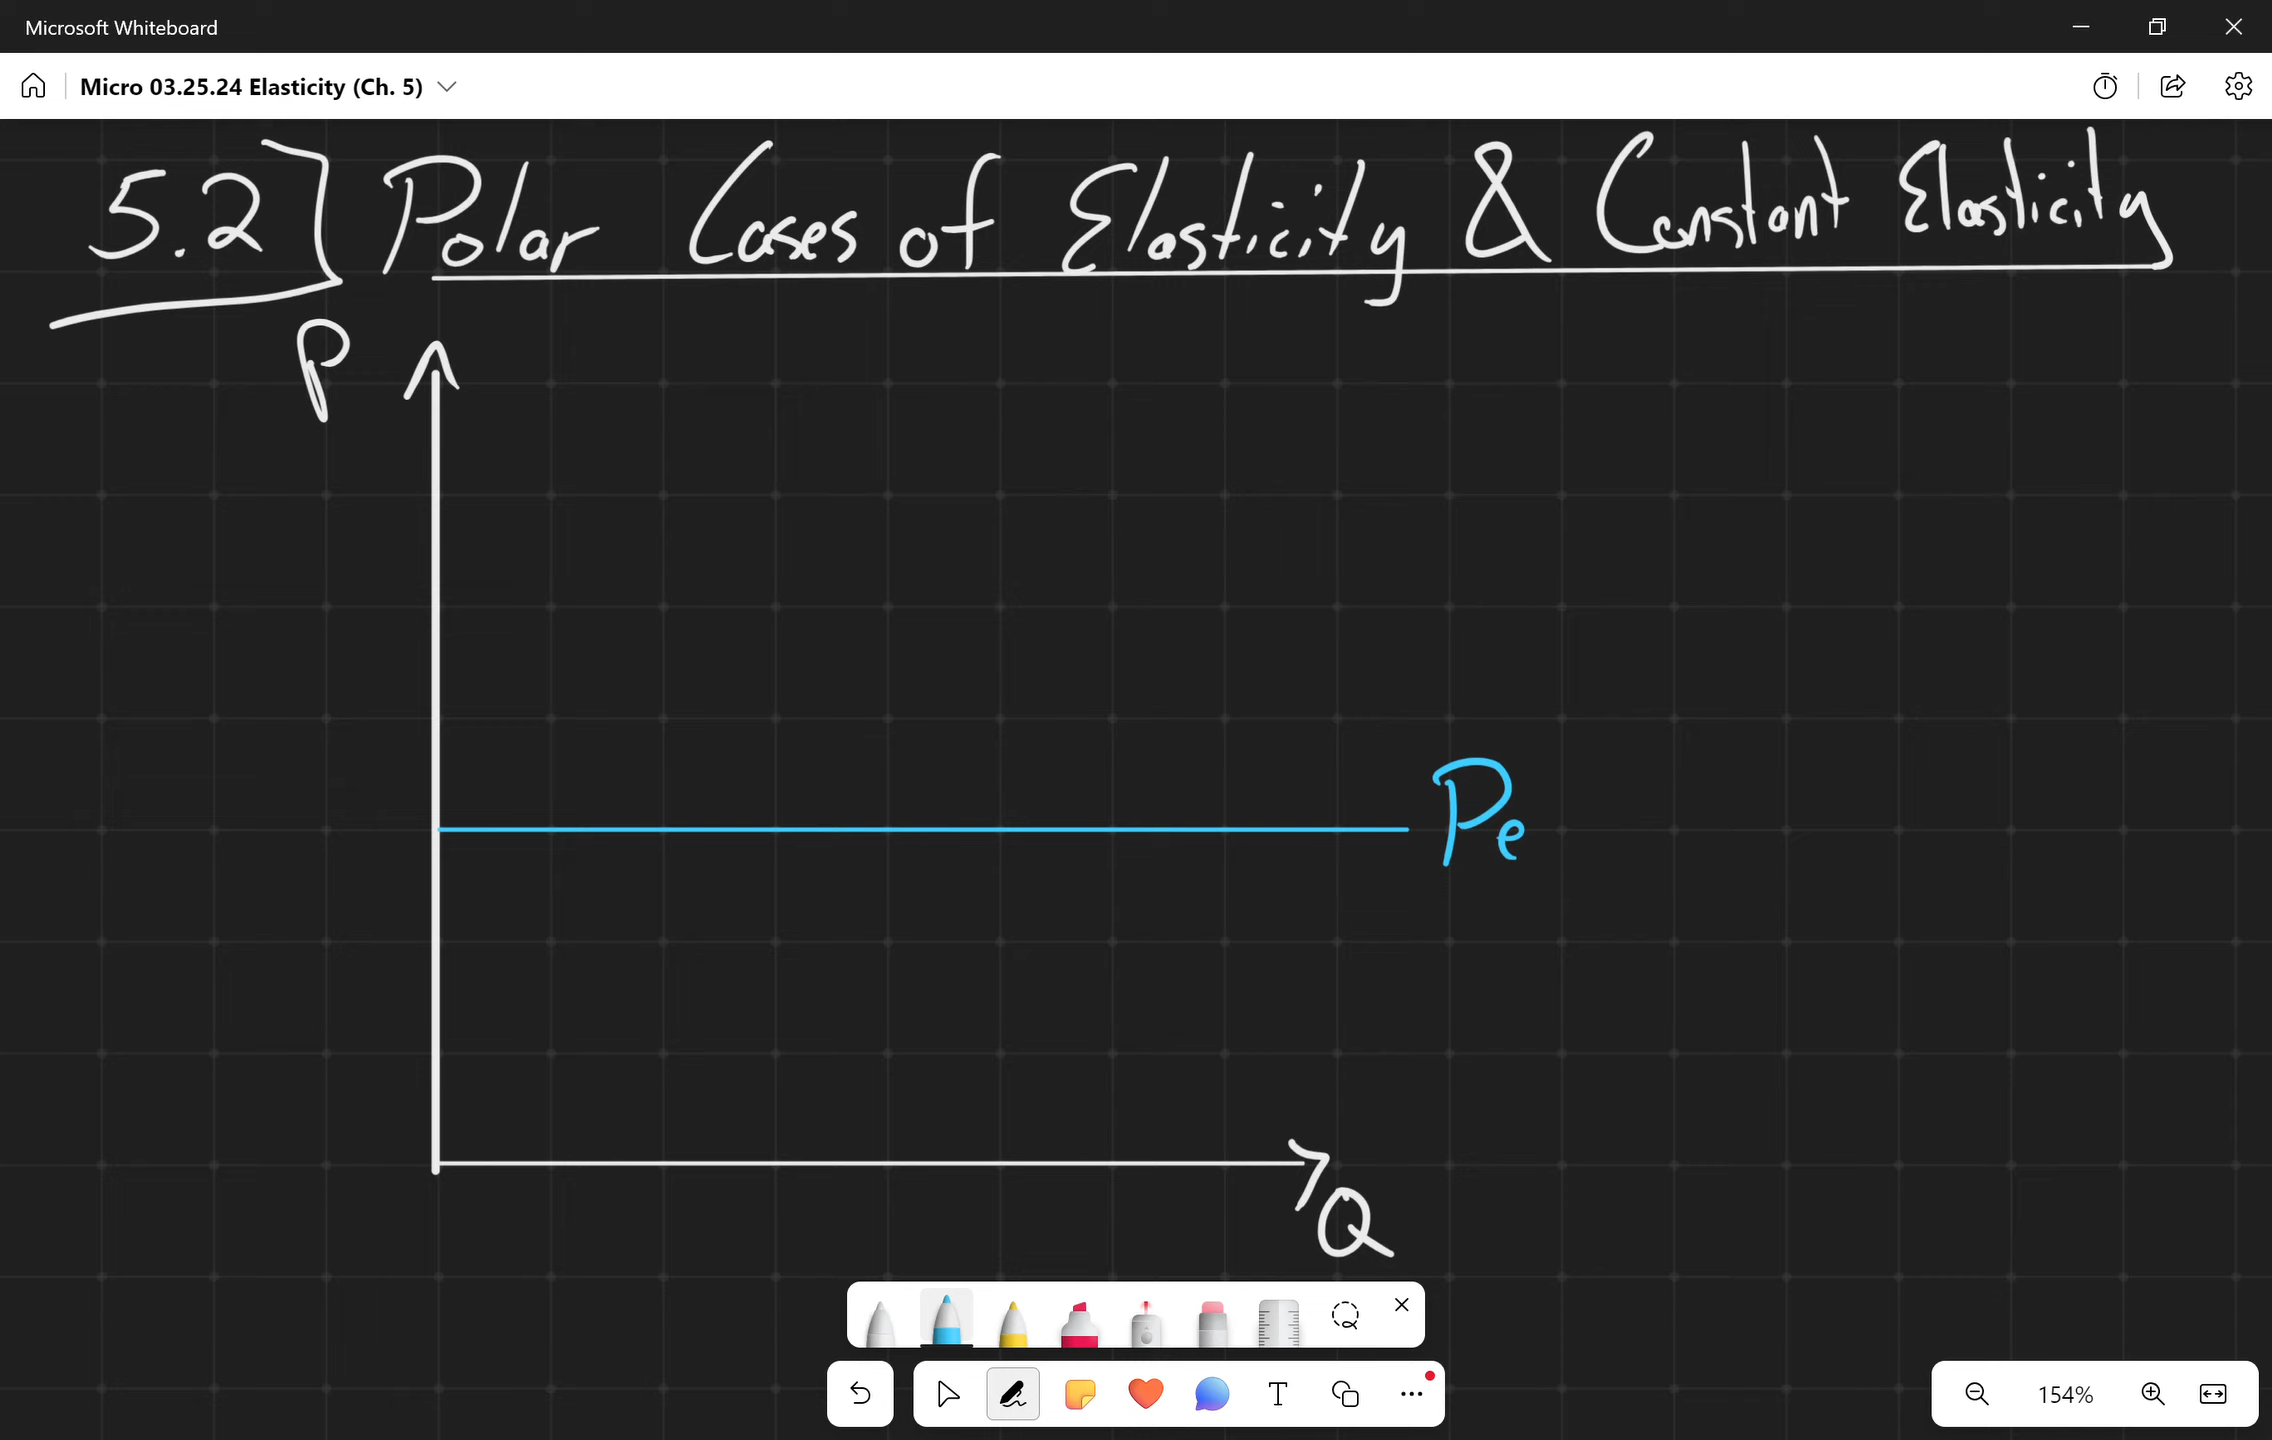 Microsoft Whiteboard
Micro 03.25.24 Elasticity (Ch. 5)
5.2] Polar Cases of Elasticity & Constant Elasticity
P
Pe
Q
T
154%